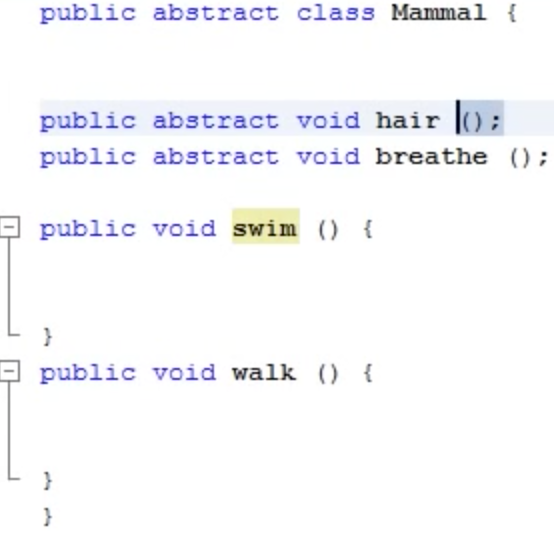 public abstract class Mammal {
public abstract void hair ();
public abstract void breathe ();
public void swim () {
}
public void walk () {
}
}